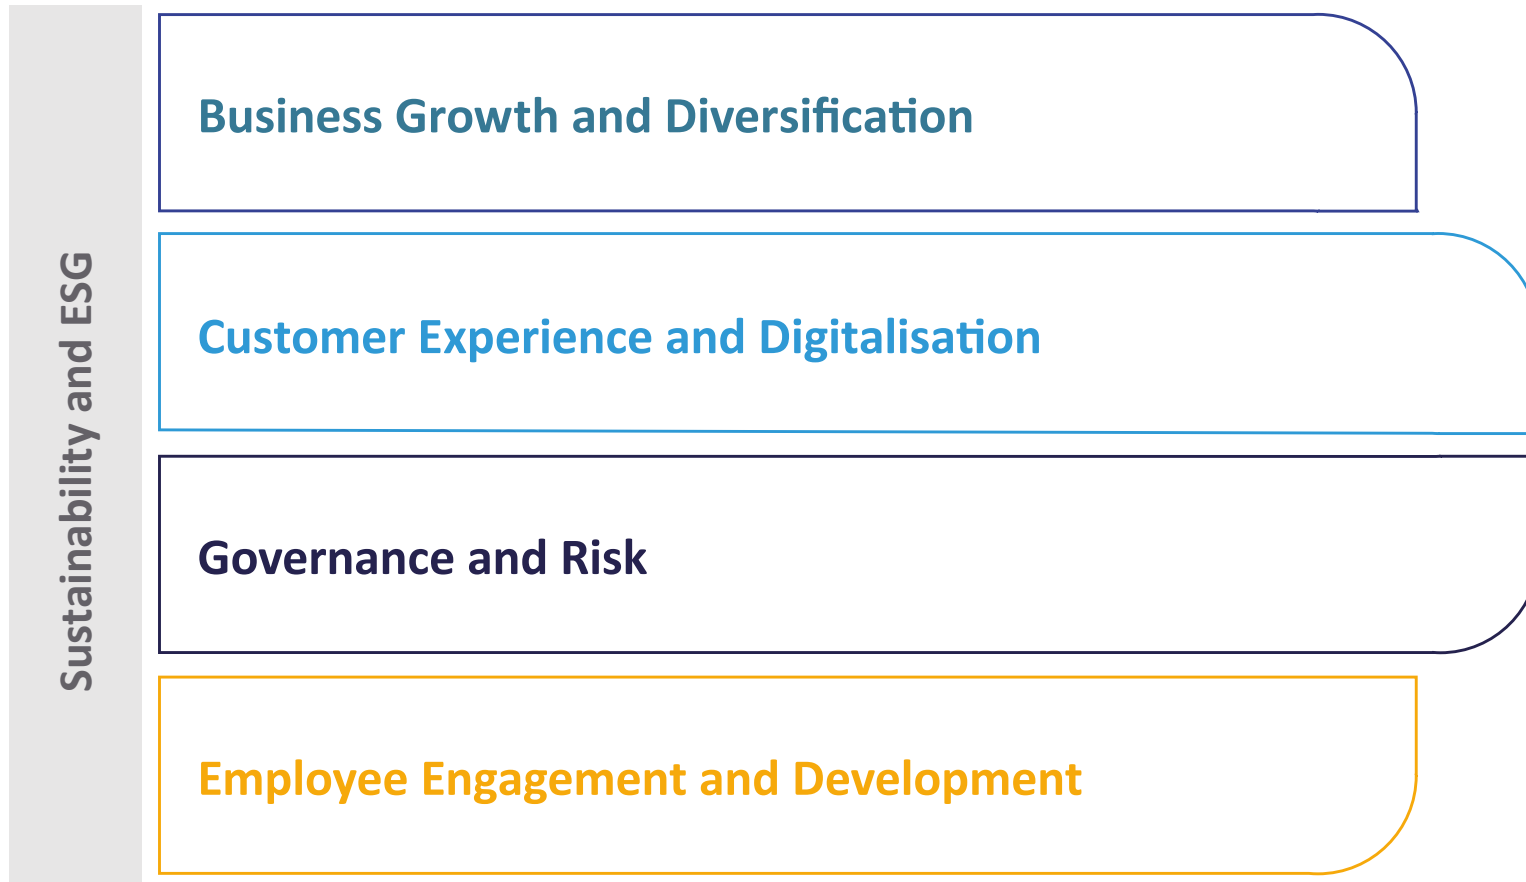 Sustainability and ESG
Business Growth and Diversification
Customer Experience and Digitalisation
Governance and Risk
Employee Engagement and Development